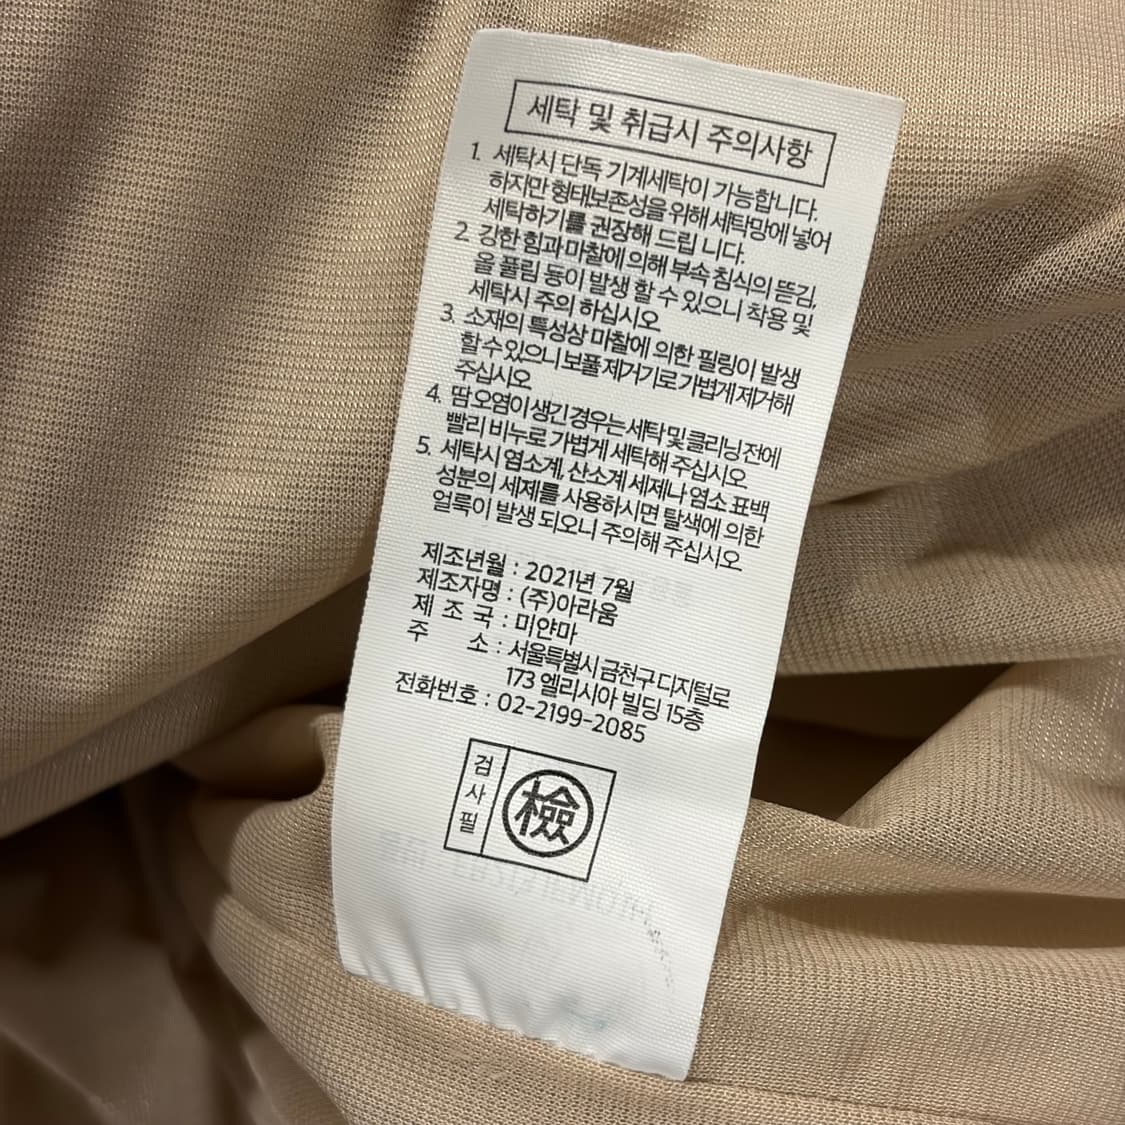 세탁 및 취급시 주의사항
1. 세탁시 단독 기계세탁이 가능합니다.
하지만 형태보존성을 위해 세탁망에 넣어
세탁하기를 권장해 드립 니다.
2. 강한 힘과 마찰에 의해 부속 침식의 뜯김,
올 풀림 등이 발생 할 수 있으니 착용 및
세탁시 주의 하십시오
3. 소재의 특성상 마찰에 의한 필링이 발생
할 수 있으니 보풀 제거기로 가볍게 제거해
주십시오
4. 땀 오염이 생긴 경우는 세탁 및 클리닝 전에
빨리 비누로 가볍게 세탁해 주십시오
5. 세탁시 염소계, 산소계 세제나 염소 표백
성분의 세제를 사용하시면 탈색에 의한
얼룩이 발생 되오니 주의해 주십시오
제조년월 : 2021년 7월
제조자명 : (주)아라움
제 조 국 : 미얀마
주 소 : 서울특별시 금천구 디지털로
173 엘리시아 빌딩 15층
전화번호 : 02-2199-2085
검사필 檢